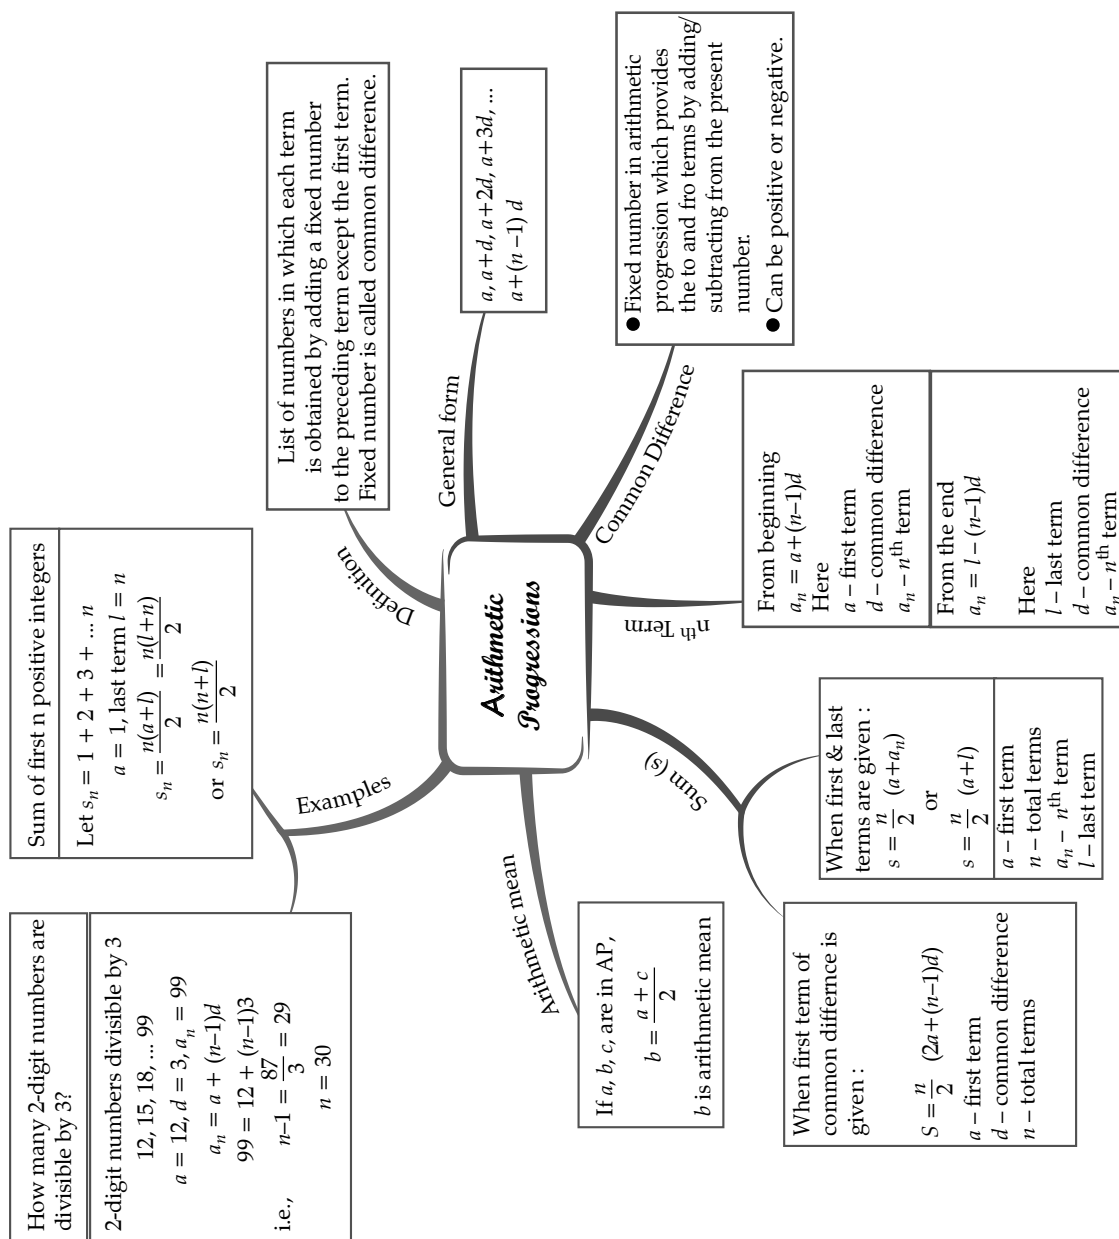 How many 2-digit numbers are
divisible by 3?
2-digit numbers divisible by 3
12, 15, 18, ... 99
a = 12, d = 3, aₙ = 99
aₙ = a + (n–1)d
99 = 12 + (n–1)3
i.e., n–1 = 87/3 = 29
n = 30
Sum of first n positive integers
Let sₙ = 1 + 2 + 3 + ... n
a = 1, last term l = n
sₙ = n(a+l)/2 = n(l+n)/2
or sₙ = n(n+l)/2
Examples
List of numbers in which each term
is obtained by adding a fixed number
to the preceding term except the first term.
Fixed number is called common difference.
Definition
General form
a, a+d, a+2d, a+3d, ...
a+(n –1) d
Arithmetic
Progressions
Common Difference
● Fixed number in arithmetic
progression which provides
the to and fro terms by adding/
subtracting from the present
number.
● Can be positive or negative.
nᵗʰ Term
From beginning
aₙ = a+(n–1)d
Here
a – first term
d – common difference
aₙ – nᵗʰ term
From the end
aₙ = l – (n–1)d
Here
l – last term
d – common difference
aₙ – nᵗʰ term
Sum (s)
When first & last
terms are given :
s = n/2 (a+aₙ)
or
s = n/2 (a+l)
a – first term
n – total terms
aₙ – nᵗʰ term
l – last term
When first term of
common difference is
given :
S = n/2 (2a+(n–1)d)
a – first term
d – common difference
n – total terms
Arithmetic mean
If a, b, c, are in AP,
b = a + c/2
b is arithmetic mean